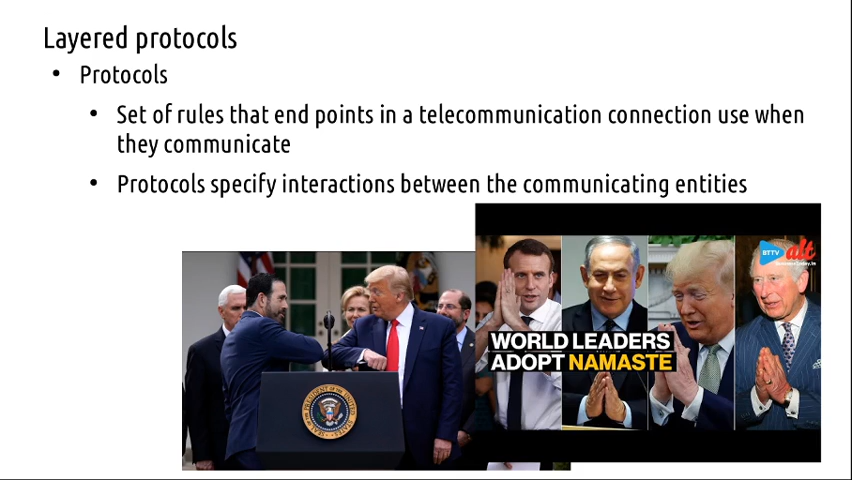 Layered protocols
• Protocols
• Set of rules that end points in a telecommunication connection use when
they communicate
• Protocols specify interactions between the communicating entities
BTTV alt
WORLD LEADERS
ADOPT NAMASTE